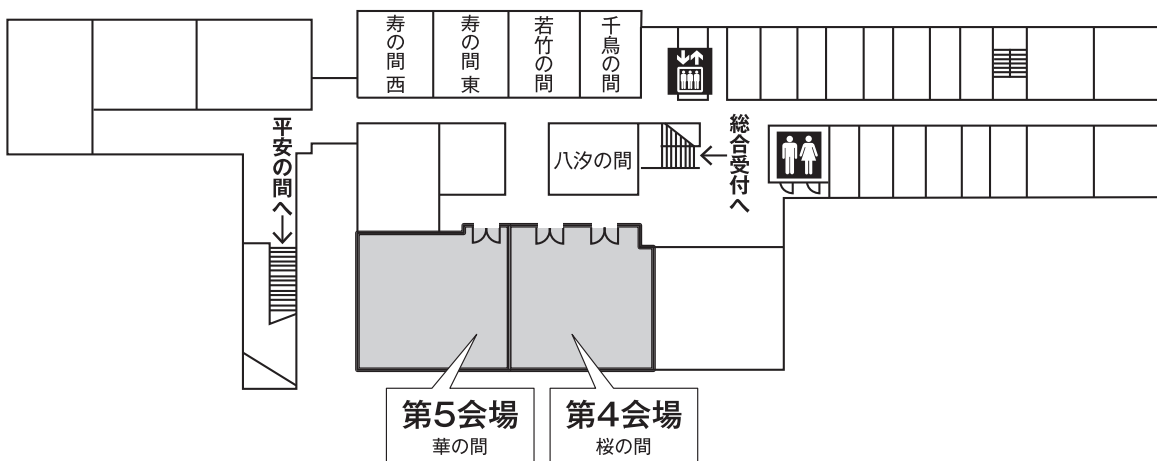 寿の間 西
寿の間 東
若竹の間
千鳥の間
平安の間へ
八汐の間
総合受付へ
第5会場
華の間
第4会場
桜の間